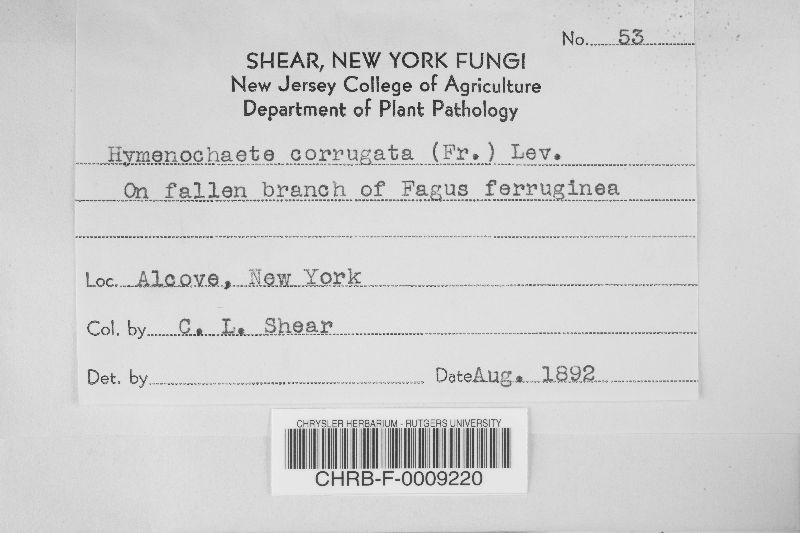 No. 53
SHEAR, NEW YORK FUNGI
New Jersey College of Agriculture
Department of Plant Pathology
Hymenochaete corrugata (Fr.) Lev.
On fallen branch of Fagus ferruginea
Loc. Alcove, New York
Col. by C. L. Shear
Det. by Date Aug. 1892
CHRYSLER HERBARIUM - RUTGERS UNIVERSITY
CHRB-F-0009220